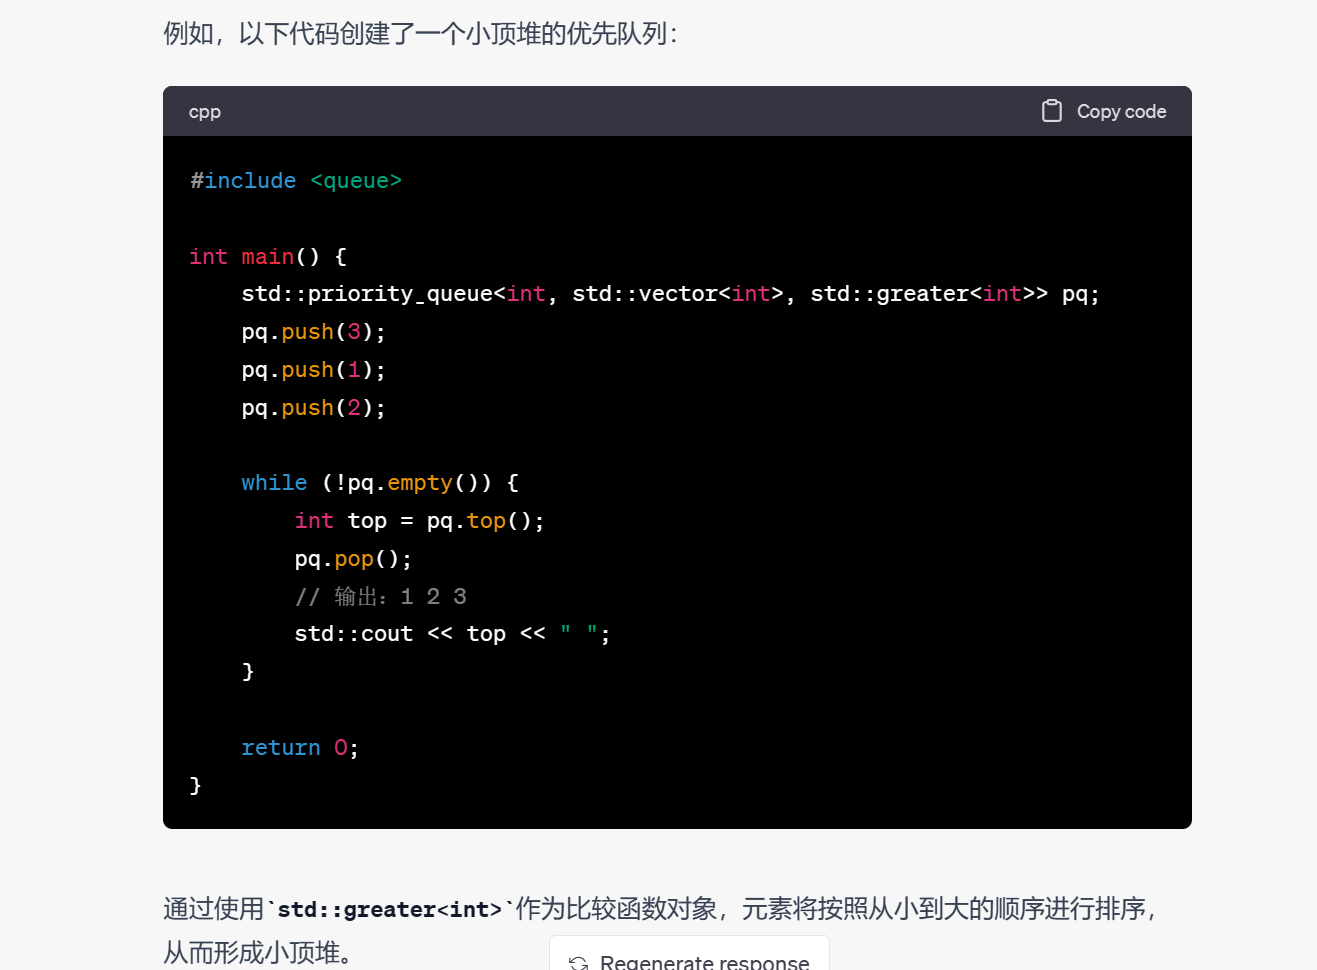 例如，以下代码创建了一个小顶堆的优先队列：
cpp
Copy code
#include <queue>
int main() {
std::priority_queue<int, std::vector<int>, std::greater<int>> pq;
pq.push(3);
pq.push(1);
pq.push(2);
while (!pq.empty()) {
int top = pq.top();
pq.pop();
// 输出：1 2 3
std::cout << top << " ";
}
return 0;
}
通过使用`std::greater<int>`作为比较函数对象，元素将按照从小到大的顺序进行排序，
从而形成小顶堆。
Regenerate response